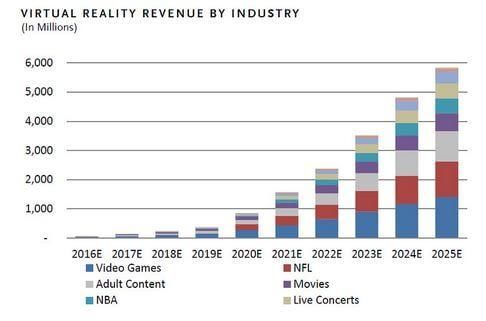 VIRTUAL REALITY REVENUE BY INDUSTRY
(In Millions)
6,000
5,000
4,000
3,000
2,000
1,000
-
2016E 2017E 2018E 2019E 2020E 2021E 2022E 2023E 2024E 2025E
Video Games NFL
Adult Content Movies
NBA Live Concerts